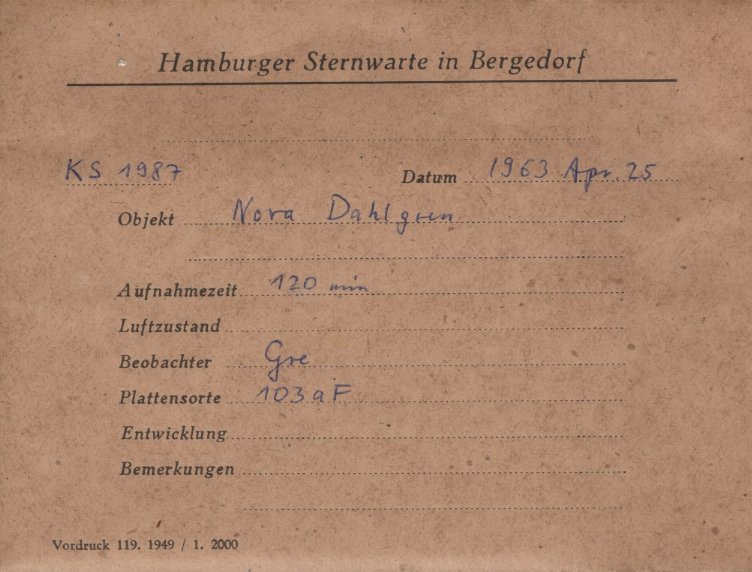 Hamburger Sternwarte in Bergedorf
KS 1987 Datum 1963 Apr. 25
Objekt Nova Dahlgren
Aufnahmezeit 120 min
Luftzustand
Beobachter Gre
Plattensorte 103aF
Entwicklung
Bemerkungen
Vordruck 119. 1949 / 1. 2000